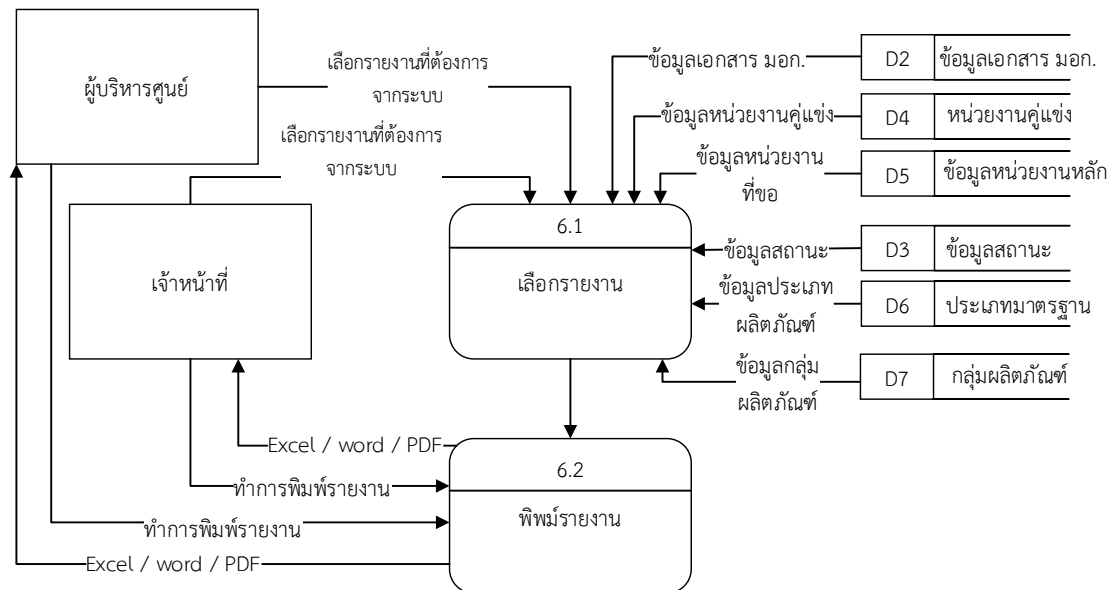 ผู้บริหารศูนย์
เลือกรายงานที่ต้องการ
จากระบบ
เลือกรายงานที่ต้องการ
จากระบบ
ข้อมูลเอกสาร มอก.
D2
ข้อมูลเอกสาร มอก.
ข้อมูลหน่วยงานคู่แข่ง
D4
หน่วยงานคู่แข่ง
ข้อมูลหน่วยงาน
ที่ขอ
D5
ข้อมูลหน่วยงานหลัก
เจ้าหน้าที่
6.1
เลือกรายงาน
ข้อมูลสถานะ
D3
ข้อมูลสถานะ
ข้อมูลประเภท
ผลิตภัณฑ์
D6
ประเภทมาตรฐาน
ข้อมูลกลุ่ม
ผลิตภัณฑ์
D7
กลุ่มผลิตภัณฑ์
Excel / word / PDF
ทำการพิมพ์รายงาน
6.2
พิพม์รายงาน
ทำการพิมพ์รายงาน
Excel / word / PDF